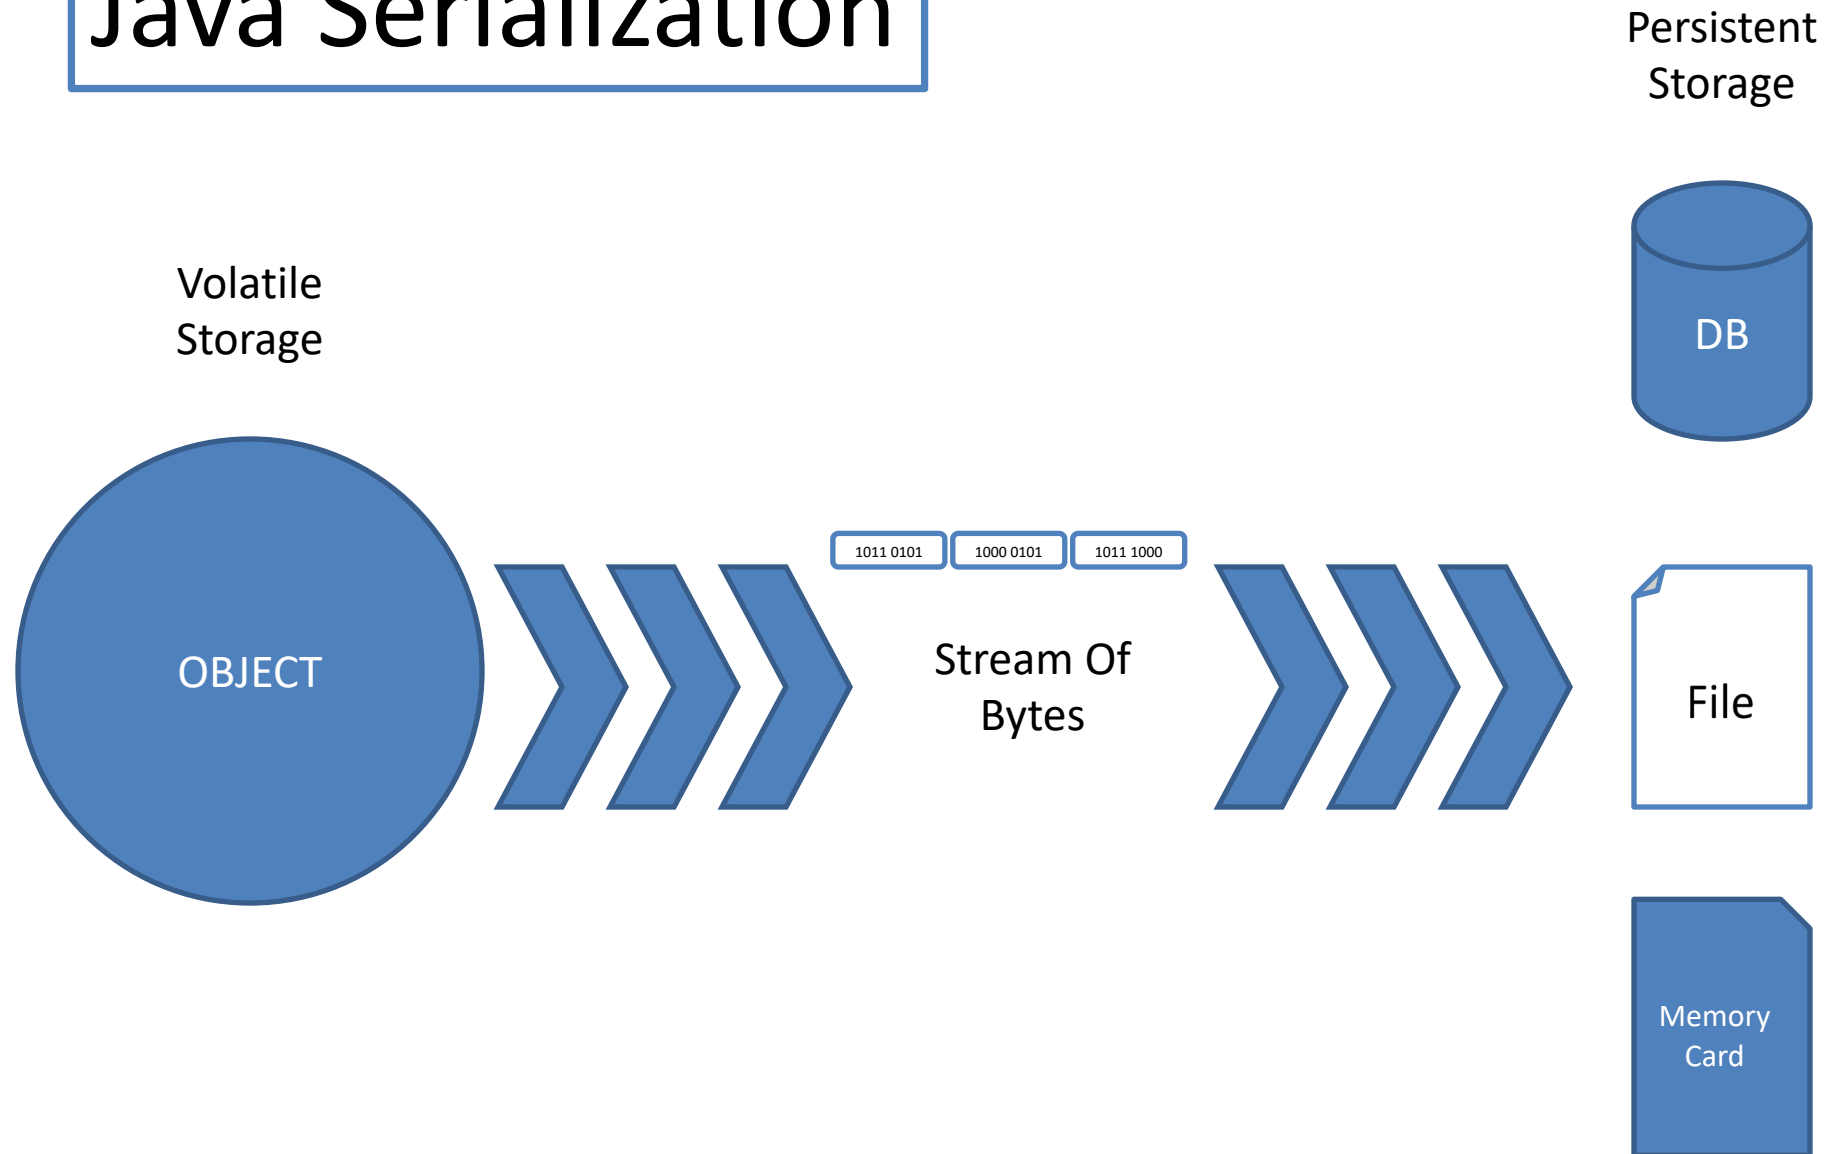 Java Serialization
Persistent
Storage
Volatile
Storage
DB
1011 0101 1000 0101 1011 1000
OBJECT
Stream Of
Bytes
File
Memory
Card